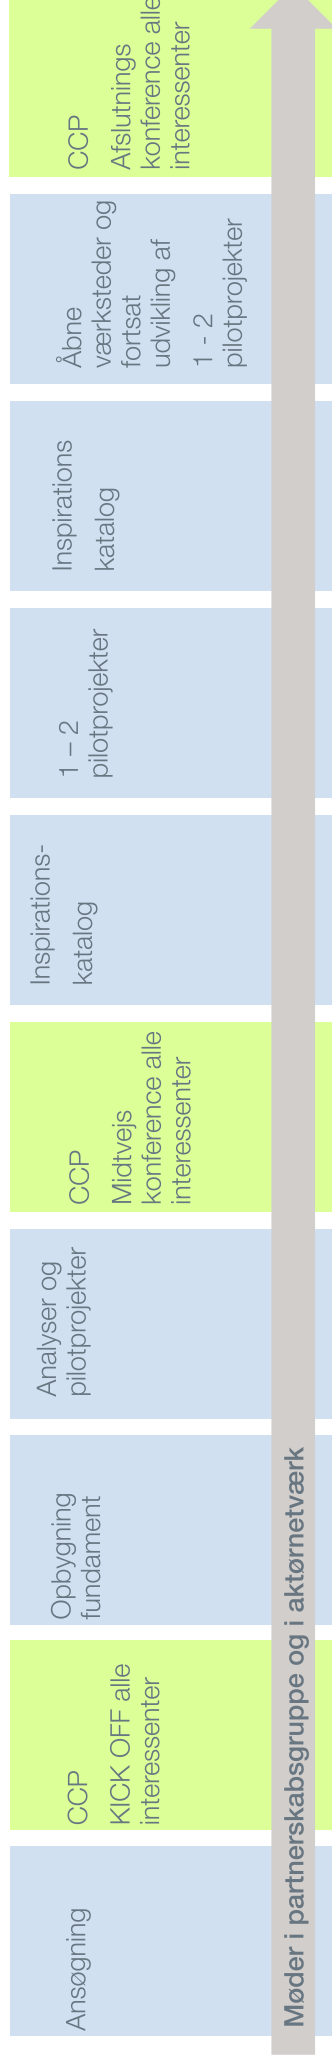 Ansøgning
CCP
KICK OFF alle
interessenter
Opbygning
fundament
Analyser og
pilotprojekter
CCP
Midtvejs
konference alle
interessenter
Inspirations-
katalog
1 – 2
pilotprojekter
Inspirations
katalog
Åbne
værksteder og
fortsat
udvikling af
1 - 2
pilotprojekter
CCP
Afslutnings
konference alle
interessenter
Møder i partnerskabsgruppe og i aktørnetværk